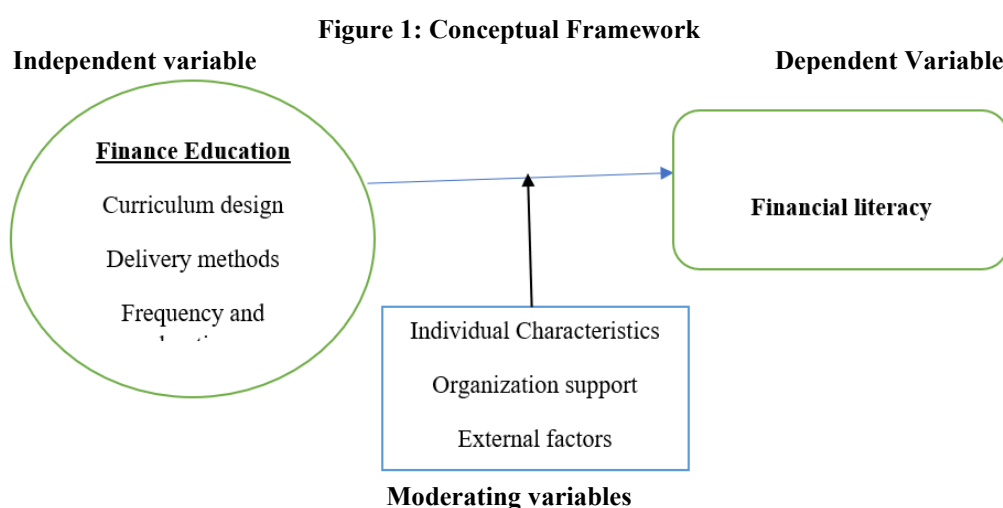 Figure 1: Conceptual Framework
Independent variable
Dependent Variable
Finance Education
Curriculum design
Delivery methods
Frequency and
Financial literacy
Individual Characteristics
Organization support
External factors
Moderating variables